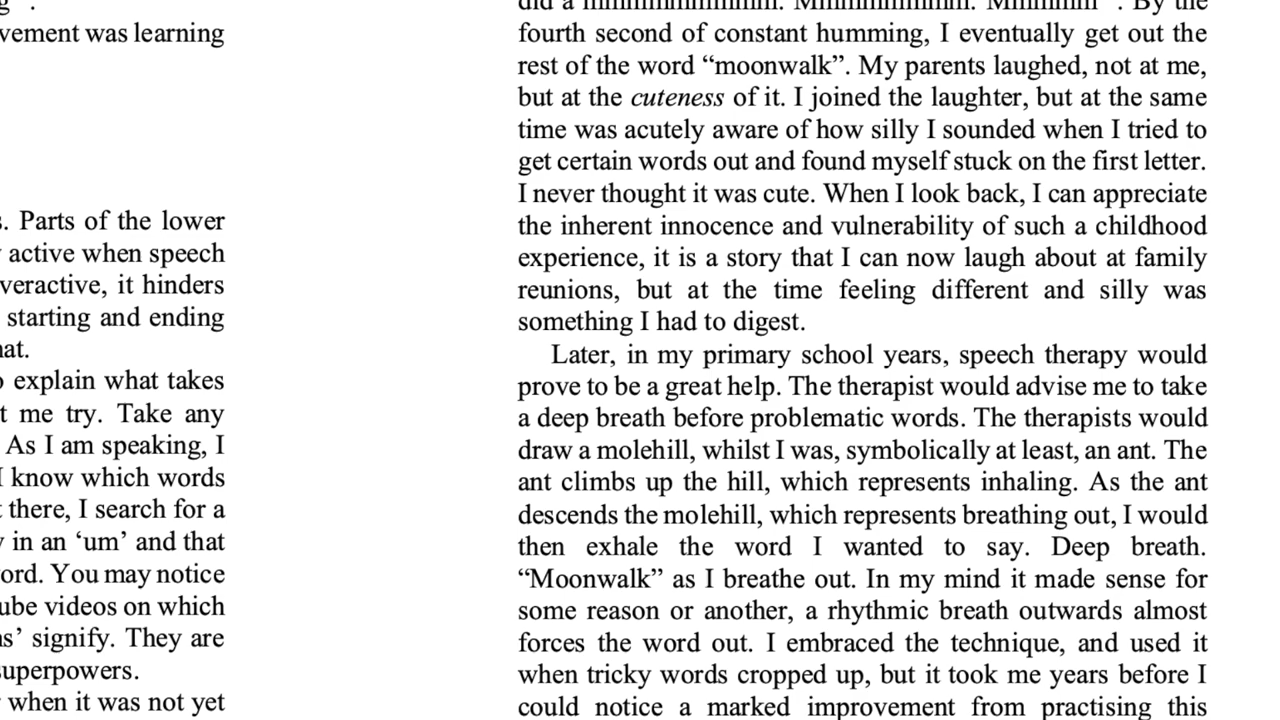 vement was learning
s. Parts of the lower
active when speech
veractive, it hinders
starting and ending
at.
explain what takes
t me try. Take any
As I am speaking, I
I know which words
there, I search for a
in an ‘um’ and that
ord. You may notice
ube videos on which
s’ signify. They are
superpowers.
when it was not yet
did a By the
fourth second of constant humming, I eventually get out the
rest of the word “moonwalk”. My parents laughed, not at me,
but at the cuteness of it. I joined the laughter, but at the same
time was acutely aware of how silly I sounded when I tried to
get certain words out and found myself stuck on the first letter.
I never thought it was cute. When I look back, I can appreciate
the inherent innocence and vulnerability of such a childhood
experience, it is a story that I can now laugh about at family
reunions, but at the time feeling different and silly was
something I had to digest.
Later, in my primary school years, speech therapy would
prove to be a great help. The therapist would advise me to take
a deep breath before problematic words. The therapists would
draw a molehill, whilst I was, symbolically at least, an ant. The
ant climbs up the hill, which represents inhaling. As the ant
descends the molehill, which represents breathing out, I would
then exhale the word I wanted to say. Deep breath.
“Moonwalk” as I breathe out. In my mind it made sense for
some reason or another, a rhythmic breath outwards almost
forces the word out. I embraced the technique, and used it
when tricky words cropped up, but it took me years before I
could notice a marked improvement from practising this